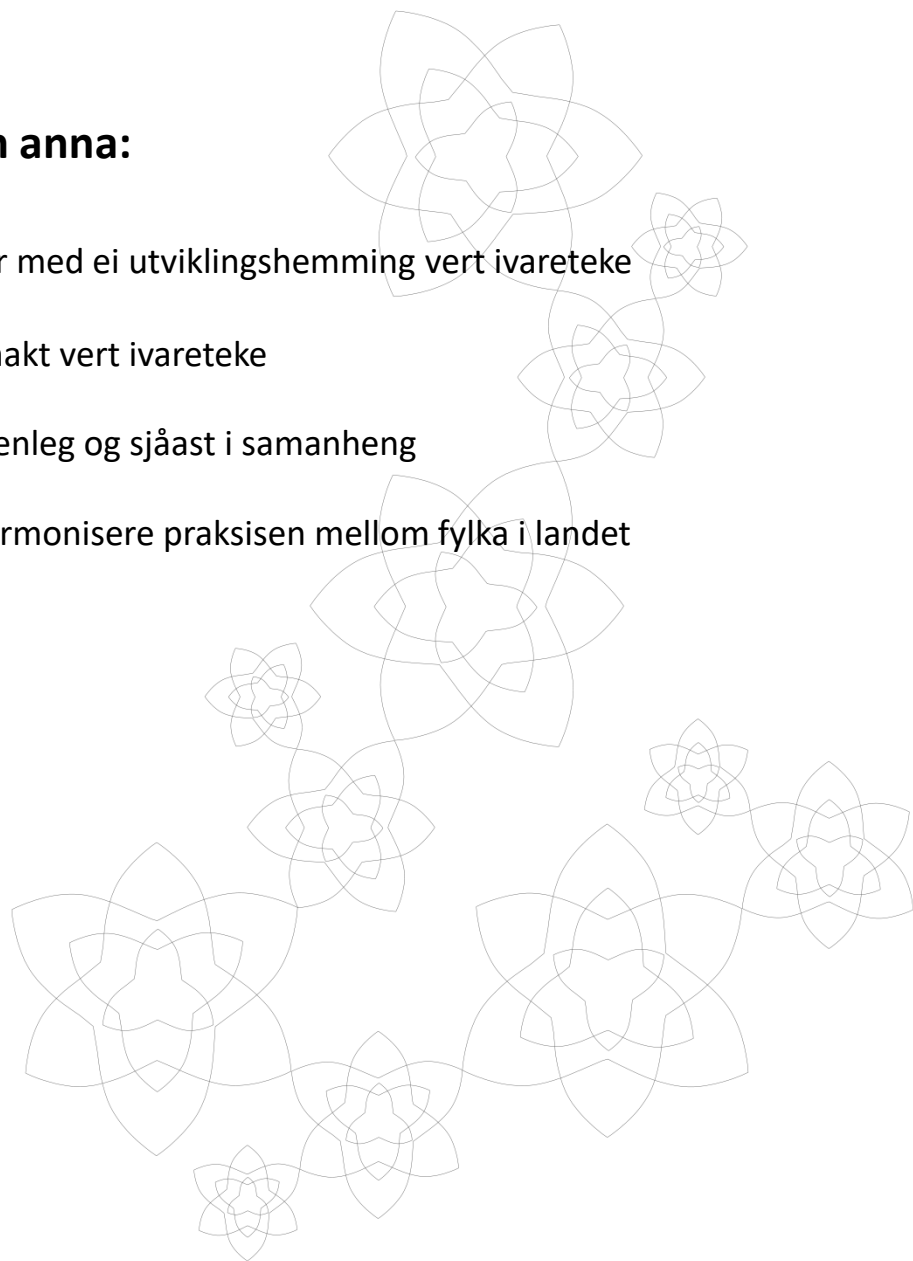 n anna:
r med ei utviklingshemming vert ivareteke
nakt vert ivareteke
enleg og sjåast i samanheng
rmonisere praksisen mellom fylka i landet